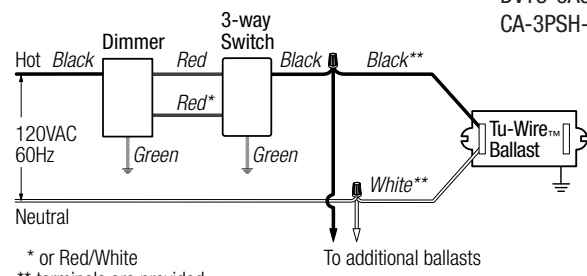 DVTU-
CA-3PSH-
3-way
Switch
Dimmer
Hot Black Red Black Black**
Red*
120VAC
60Hz
Green Green
Tu-Wire™
Ballast
White**
Neutral
* or Red/White
To additional ballasts
** terminals are provided